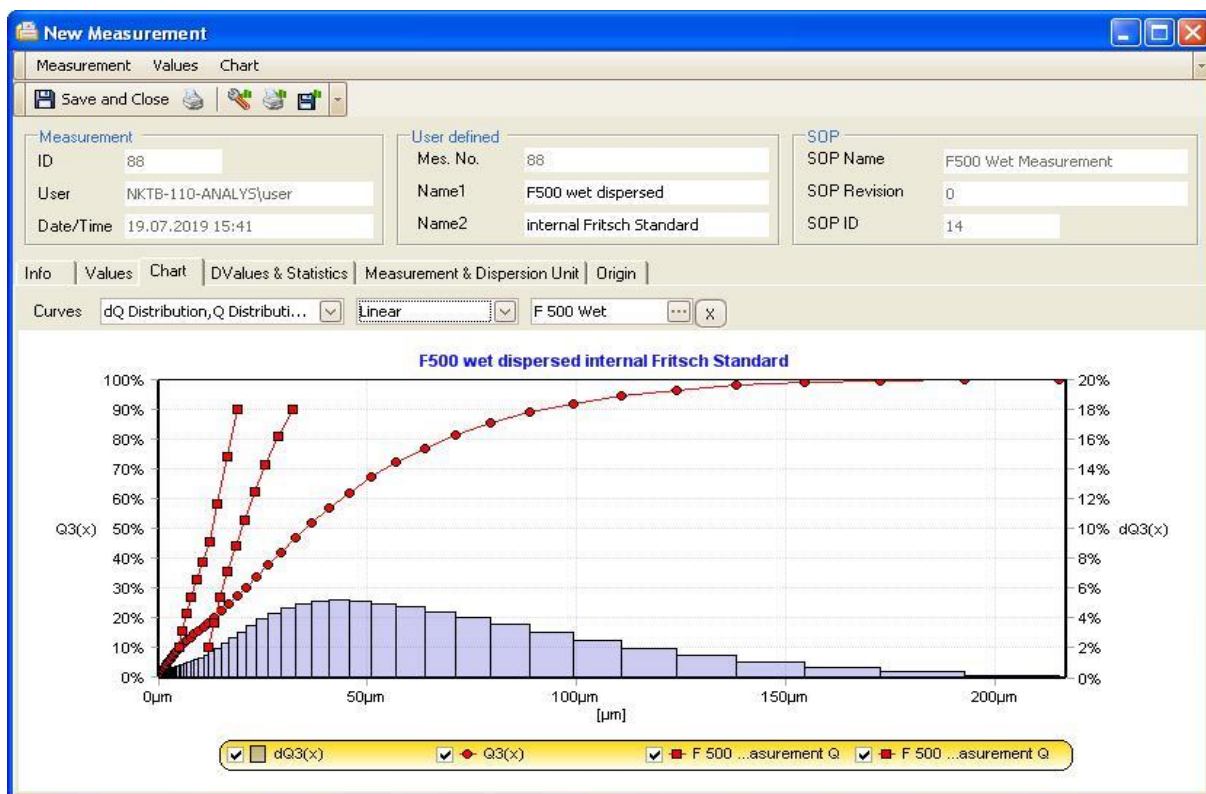 New Measurement
Measurement Values Chart
Save and Close
Measurement
ID 88
User NKTB-110-ANALYS\user
Date/Time 19.07.2019 15:41
User defined
Mes. No. 88
Name1 F500 wet dispersed
Name2 internal Fritsch Standard
SOP
SOP Name F500 Wet Measurement
SOP Revision 0
SOP ID 14
Info Values Chart DValues & Statistics Measurement & Dispersion Unit Origin
Curves dQ Distribution,Q Distributi... Linear F 500 Wet ... X
F500 wet dispersed internal Fritsch Standard
100% 20%
90% 18%
80% 16%
70% 14%
60% 12%
Q3(x) 50% 10% dQ3(x)
40% 8%
30% 6%
20% 4%
10% 2%
0% 0%
0µm 50µm 100µm 150µm 200µm
[µm]
dQ3(x) Q3(x) F 500 ...asurement Q F 500 ...asurement Q